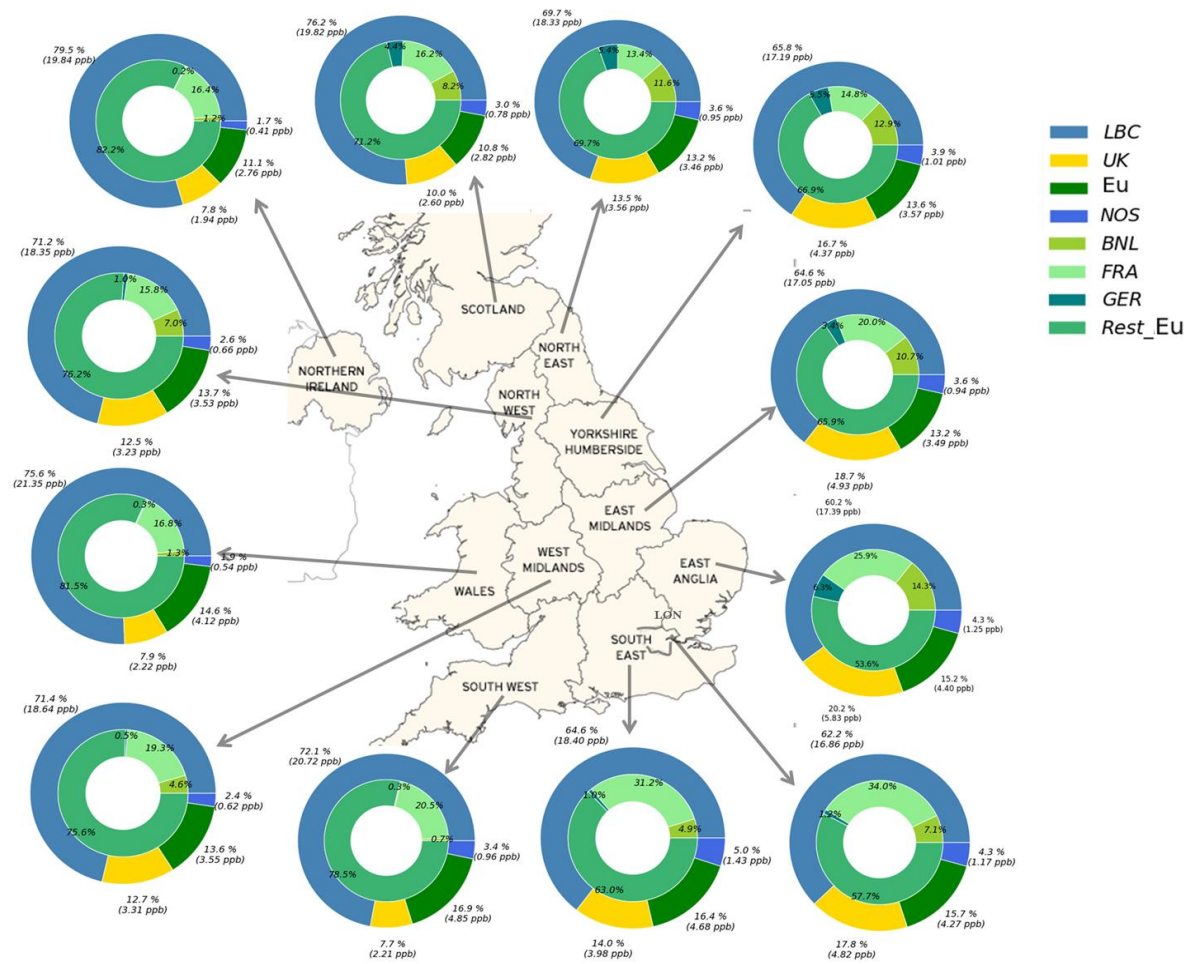 79.5 %
(19.84 ppb)
0.2%
16.4%
1.2%
82.2%
1.7 %
(0.41 ppb)
11.1 %
(2.76 ppb)
7.8 %
(1.94 ppb)
76.2 %
(19.82 ppb)
4.4%
16.2%
8.2%
71.2%
3.0 %
(0.78 ppb)
10.8 %
(2.82 ppb)
10.0 %
(2.60 ppb)
69.7 %
(18.33 ppb)
5.4%
13.4%
11.6%
69.7%
3.6 %
(0.95 ppb)
13.2 %
(3.46 ppb)
13.5 %
(3.56 ppb)
65.8 %
(17.19 ppb)
5.5%
14.8%
12.9%
66.9%
3.9 %
(1.01 ppb)
13.6 %
(3.57 ppb)
16.7 %
(4.37 ppb)
LBC
UK
Eu
NOS
BNL
FRA
GER
Rest_Eu
71.2 %
(18.35 ppb)
1.0%
15.8%
7.0%
76.2%
2.6 %
(0.66 ppb)
13.7 %
(3.53 ppb)
12.5 %
(3.23 ppb)
64.6 %
(17.05 ppb)
3.4%
20.0%
10.7%
65.9%
3.6 %
(0.94 ppb)
13.2 %
(3.49 ppb)
18.7 %
(4.93 ppb)
SCOTLAND
NORTH
EAST
NORTHERN
IRELAND
NORTH
WEST
YORKSHIRE
HUMBERSIDE
EAST
MIDLANDS
WEST
MIDLANDS
EAST
ANGLIA
WALES
LON
SOUTH
EAST
SOUTH WEST
75.6 %
(21.35 ppb)
0.3%
16.8%
1.3%
81.5%
1.9 %
(0.54 ppb)
14.6 %
(4.12 ppb)
7.9 %
(2.22 ppb)
60.2 %
(17.39 ppb)
25.9%
6.3%
14.3%
53.6%
4.3 %
(1.25 ppb)
15.2 %
(4.40 ppb)
20.2 %
(5.83 ppb)
71.4 %
(18.64 ppb)
0.5%
19.3%
4.6%
75.6%
2.4 %
(0.62 ppb)
13.6 %
(3.55 ppb)
12.7 %
(3.31 ppb)
72.1 %
(20.72 ppb)
0.3%
20.5%
0.7%
78.5%
3.4 %
(0.96 ppb)
16.9 %
(4.85 ppb)
7.7 %
(2.21 ppb)
64.6 %
(18.40 ppb)
31.2%
4.9%
63.0%
5.0 %
(1.43 ppb)
16.4 %
(4.68 ppb)
14.0 %
(3.98 ppb)
62.2 %
(16.86 ppb)
34.0%
7.1%
57.7%
4.3 %
(1.17 ppb)
15.7 %
(4.27 ppb)
17.8 %
(4.82 ppb)